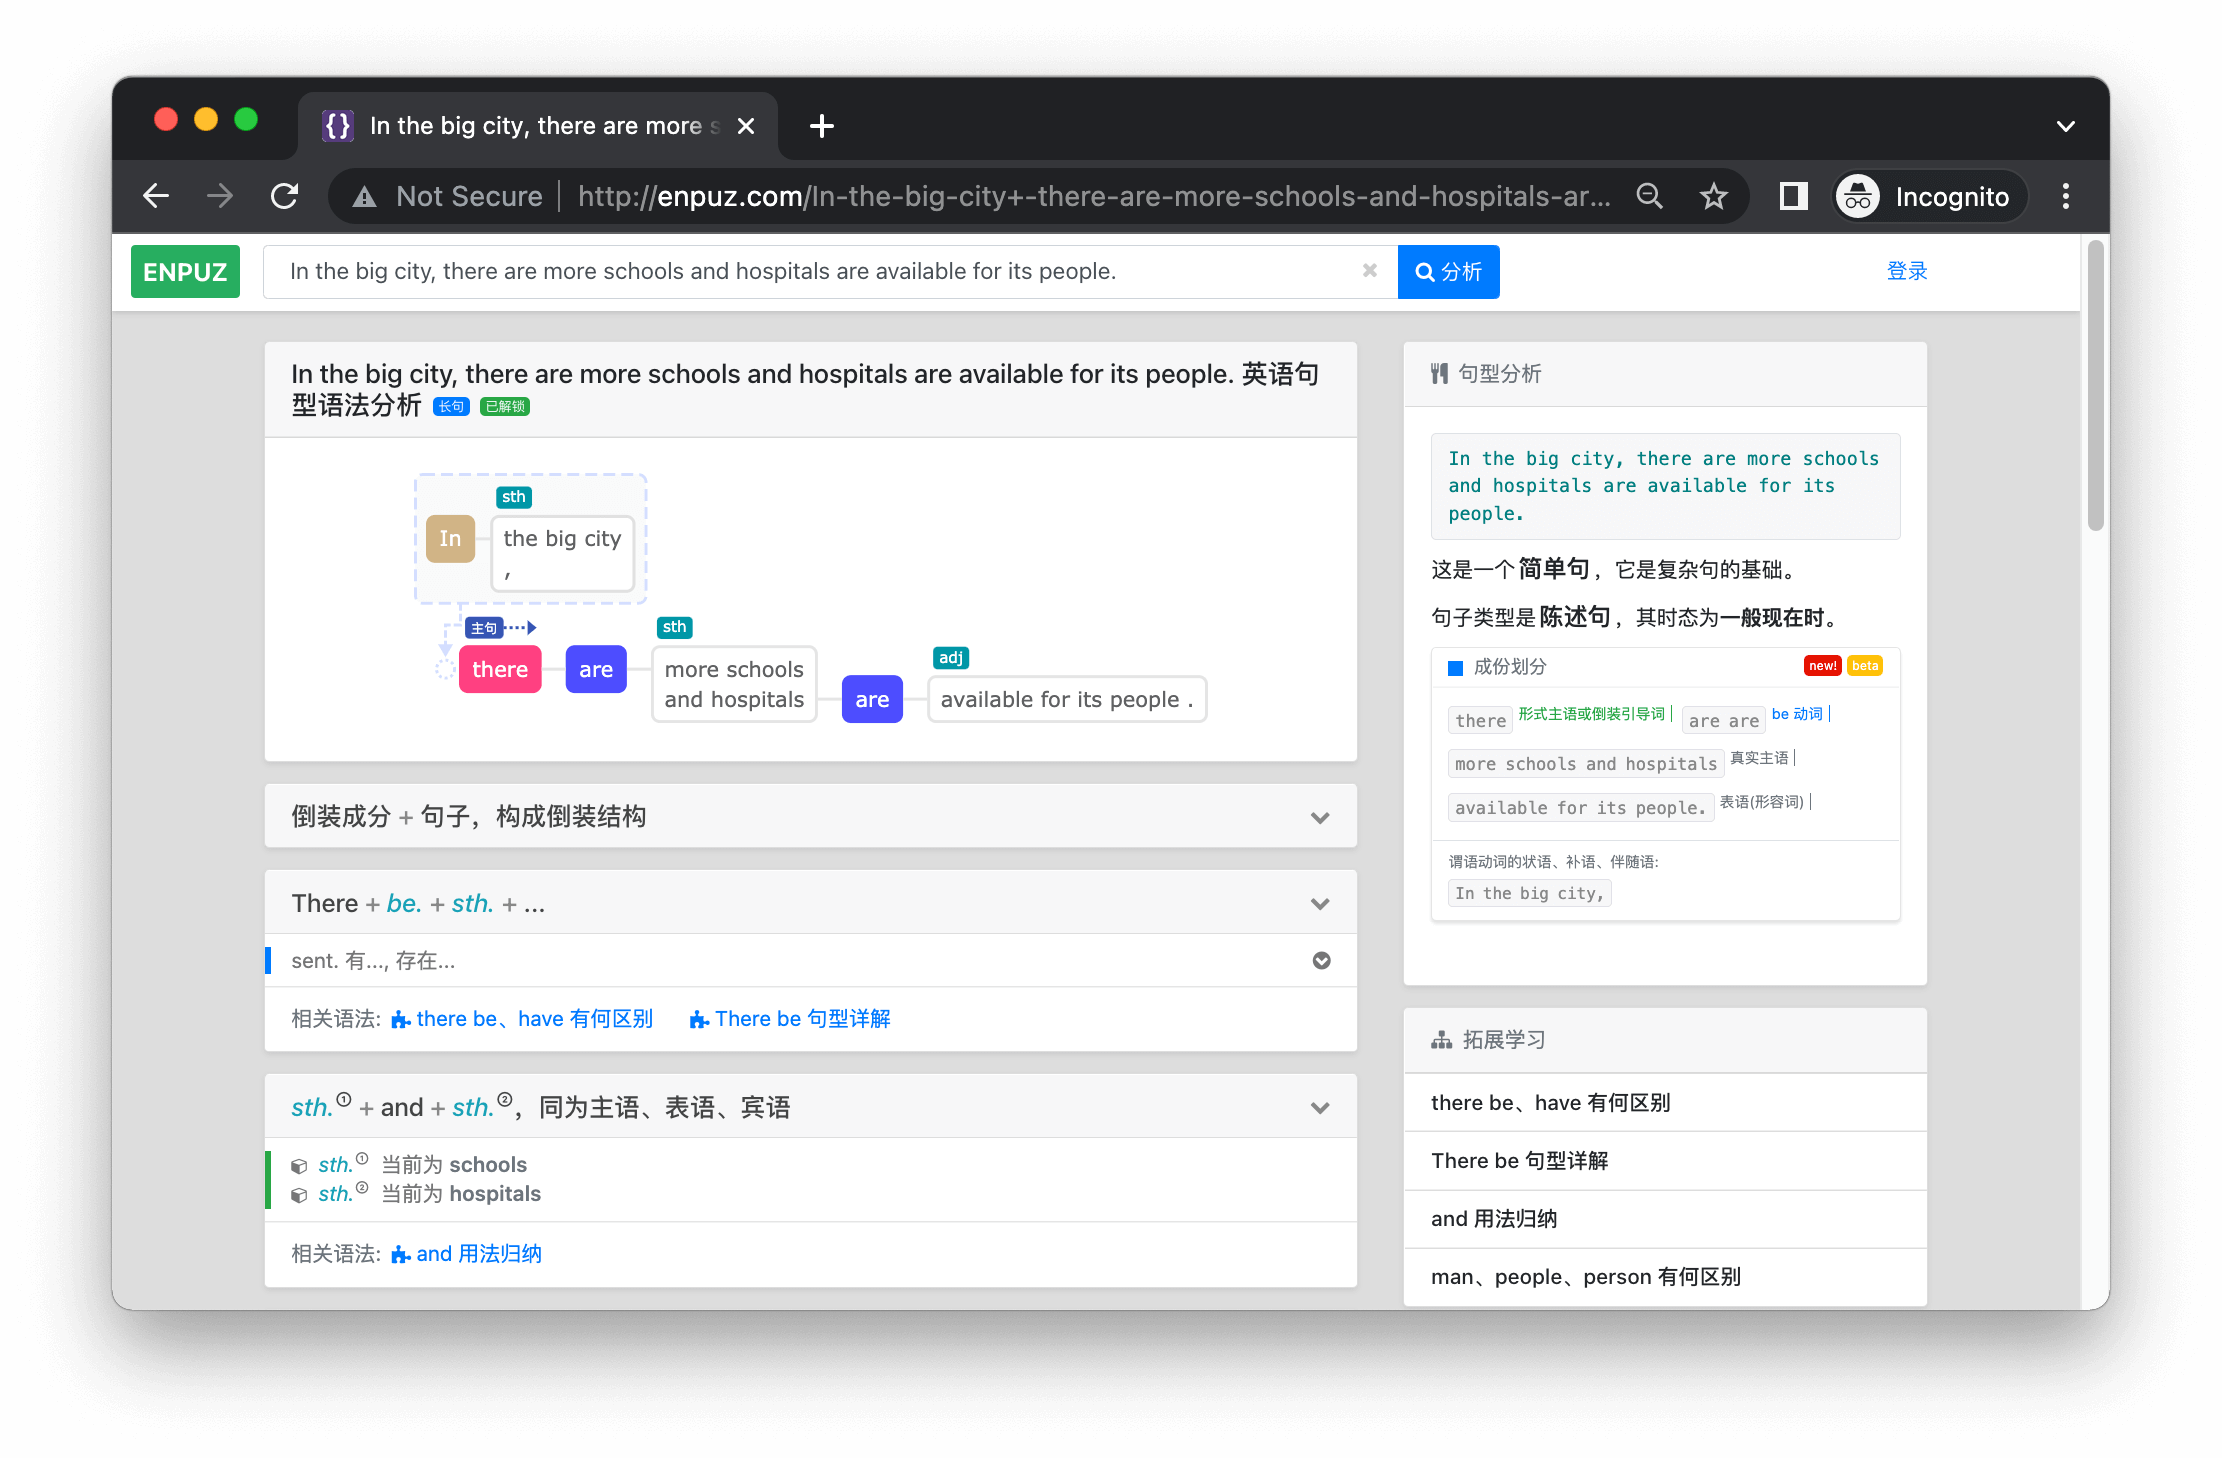 In the big city, there are more s
Not Secure http://enpuz.com/In-the-big-city+-there-are-more-schools-and-hospitals-ar...
Incognito
ENPUZ
In the big city, there are more schools and hospitals are available for its people.
分析
登录
In the big city, there are more schools and hospitals are available for its people. 英语句
型语法分析 长句 已解锁
sth
In
the big city
,
主句
there
are
sth
more schools
and hospitals
are
adj
available for its people .
倒装成分 + 句子，构成倒装结构
There + be. + sth. + ...
sent. 有..., 存在...
相关语法: there be、have 有何区别 There be 句型详解
sth.① + and + sth.②，同为主语、表语、宾语
sth.① 当前为 schools
sth.② 当前为 hospitals
相关语法: and 用法归纳
句型分析
In the big city, there are more schools
and hospitals are available for its
people.
这是一个 简单句，它是复杂句的基础。
句子类型是 陈述句，其时态为一般现在时。
成份划分 new! beta
there 形式主语或倒装引导词 | are are be 动词 |
more schools and hospitals 真实主语 |
available for its people. 表语(形容词) |
谓语动词的状语、补语、伴随语:
In the big city,
拓展学习
there be、have 有何区别
There be 句型详解
and 用法归纳
man、people、person 有何区别